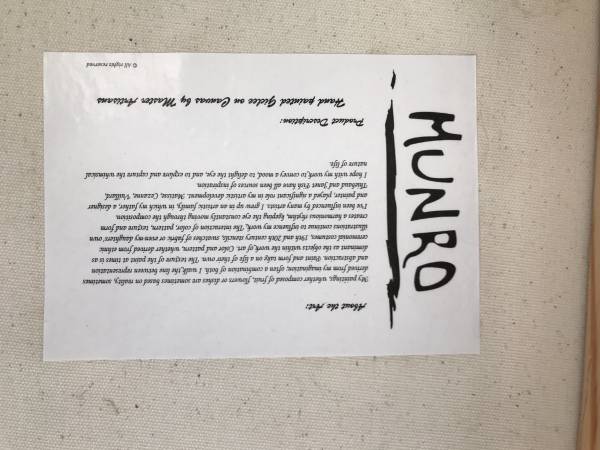 MUNRO
About the Art:
My paintings, whether composed of fruit, flowers or dishes are sometimes based on reality, sometimes
derived from my imagination; often a combination of both. I walk the line between representation
and abstraction. Paint and form take on a life of their own. The texture of the paint at times is as
dominant as the objects within the work of art. Color and pattern, whether derived from ethnic
ceremonial costumes, 19th and 20th century stencils, snatches of fabric or even my daughters' own
illustrations continue to influence my work. The interaction of color, pattern, texture and form
creates a harmonious rhythm, keeping the eye constantly moving through the composition.
I've been influenced by many artists. I grew up in an artistic family, in which my father, a designer
and painter, played a significant role in my artistic development. Matisse, Cezanne, Vuillard,
Thiebaud and Janet Fish have all been sources of inspiration.
I hope with my work, to convey a mood, to delight the eye, and to explore and capture the whimsical
nature of life.
Product Description:
Hand painted Giclee on Canvas by Master Artisans
© All rights reserved